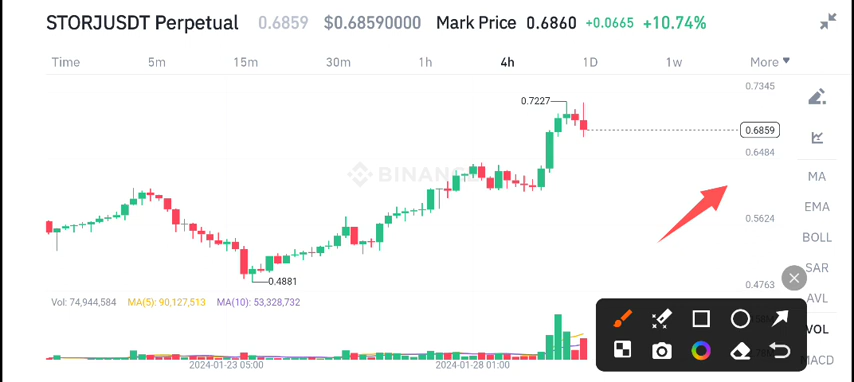 STORJUSDT Perpetual 0.6859 $0.68590000 Mark Price 0.6860 +0.0665 +10.74%
Time 5m 15m 30m 1h 4h 1D 1w More
0.7345
0.7227
0.6859
0.6484
BINAN
MA
EMA
0.5624
BOLL
SAR
0.4881
0.4763
AVL
Vol: 74,944,584 MA(5): 90,127,513 MA(10): 53,328,732
VOL
MACD
2024-01-23 05:00 2024-01-28 01:00